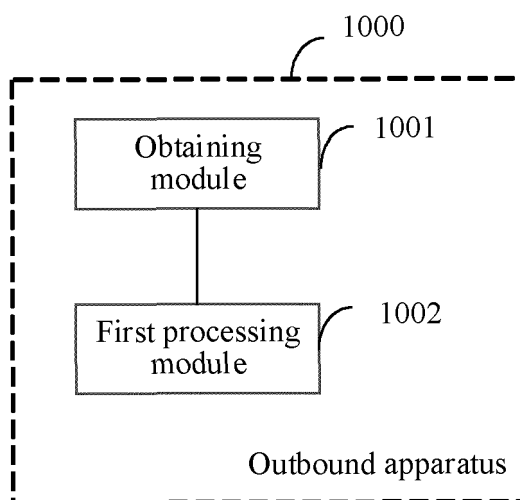 1000
1001
Obtaining
module
1002
First processing
module
Outbound apparatus